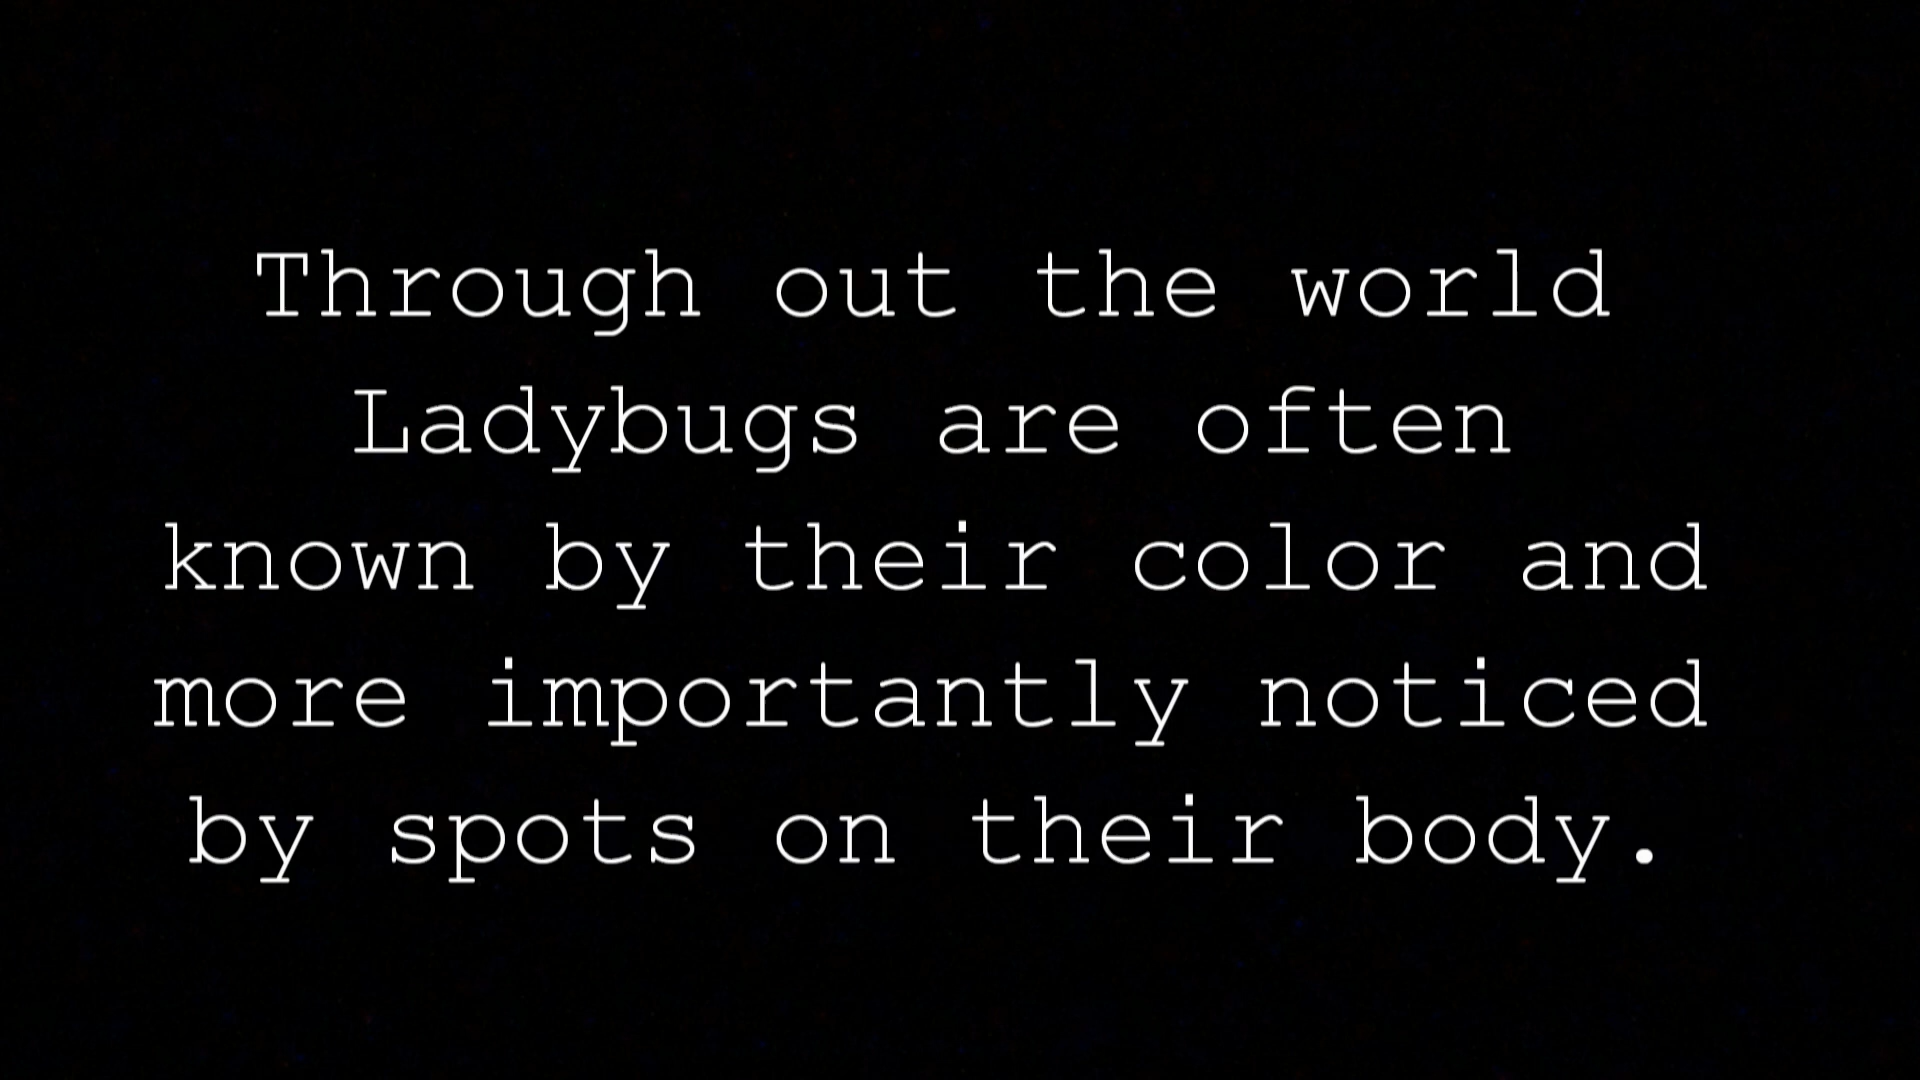 Through out the world
Ladybugs are often
known by their color and
more importantly noticed
by spots on their body.